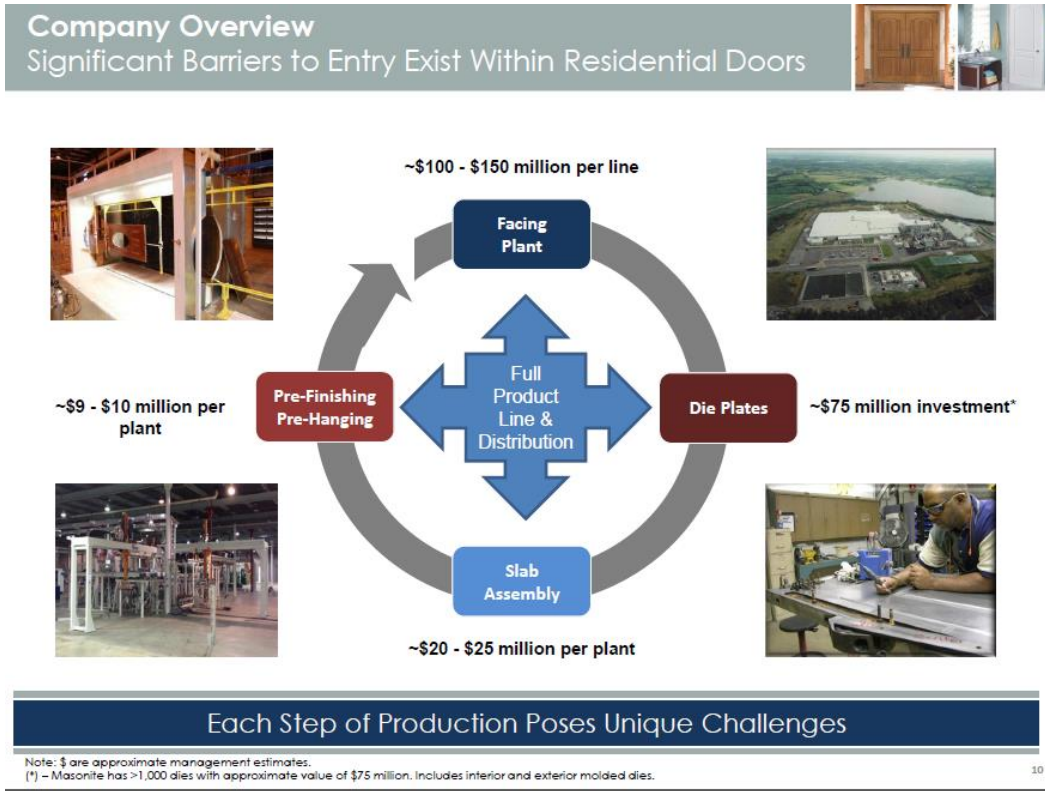 Company Overview
Significant Barriers to Entry Exist Within Residential Doors
~$100 - $150 million per line
Facing
Plant
Full
Product
Line &
Distribution
Pre-Finishing
Pre-Hanging
~$9 - $10 million per
plant
Die Plates
~$75 million investment*
Slab
Assembly
~$20 - $25 million per plant
Each Step of Production Poses Unique Challenges
Note: $ are approximate management estimates.
(*) – Masonite has >1,000 dies with approximate value of $75 million. Includes interior and exterior molded dies.
10